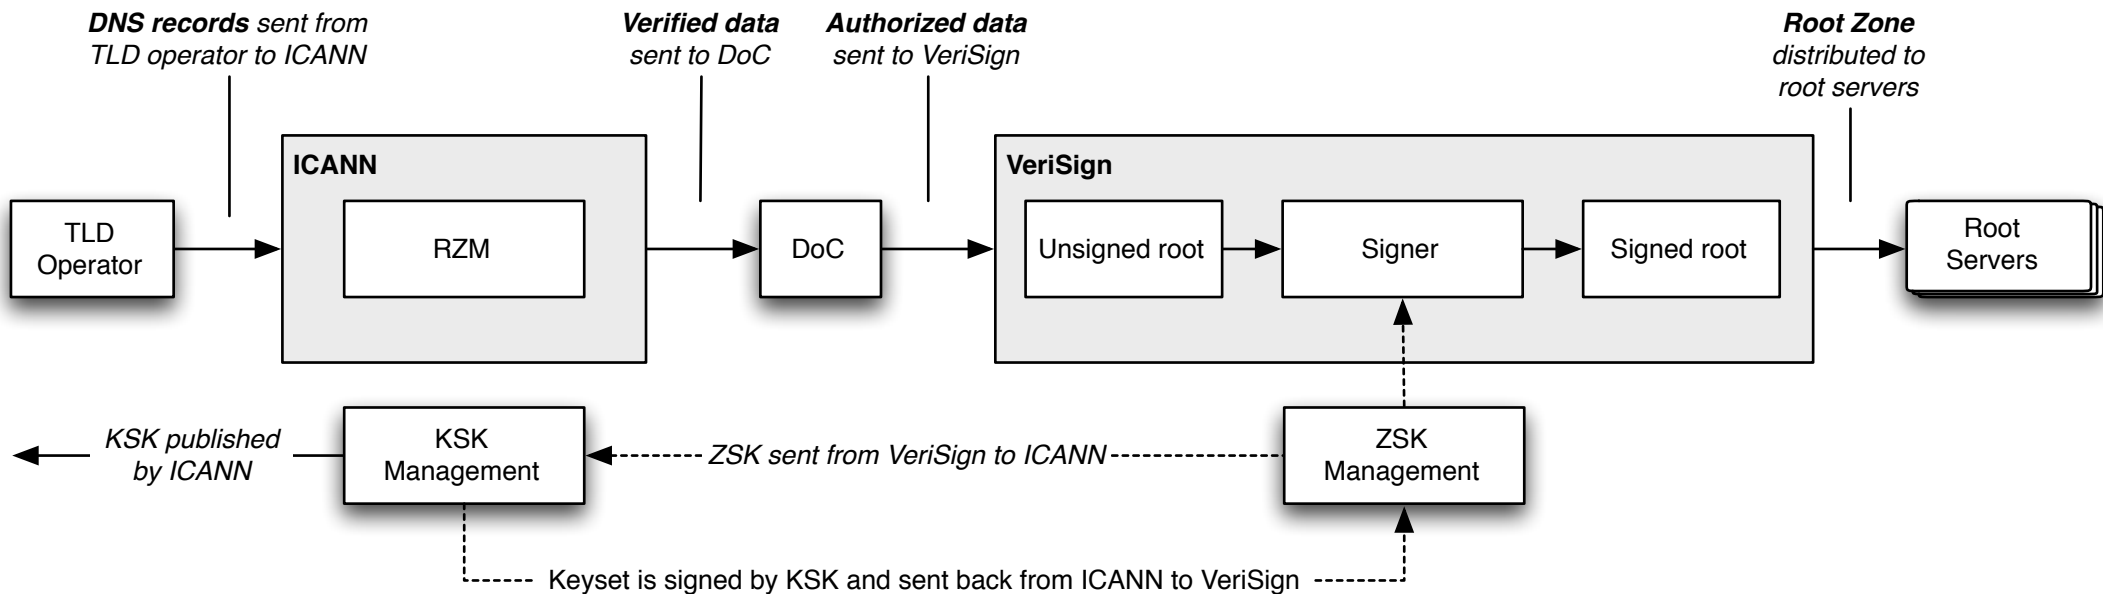 DNS records sent from
TLD operator to ICANN
Verified data
sent to DoC
Authorized data
sent to VeriSign
Root Zone
distributed to
root servers
ICANN
VeriSign
TLD
Operator
RZM
DoC
Unsigned root
Signer
Signed root
Root
Servers
KSK published
by ICANN
KSK
Management
ZSK sent from VeriSign to ICANN
ZSK
Management
Keyset is signed by KSK and sent back from ICANN to VeriSign